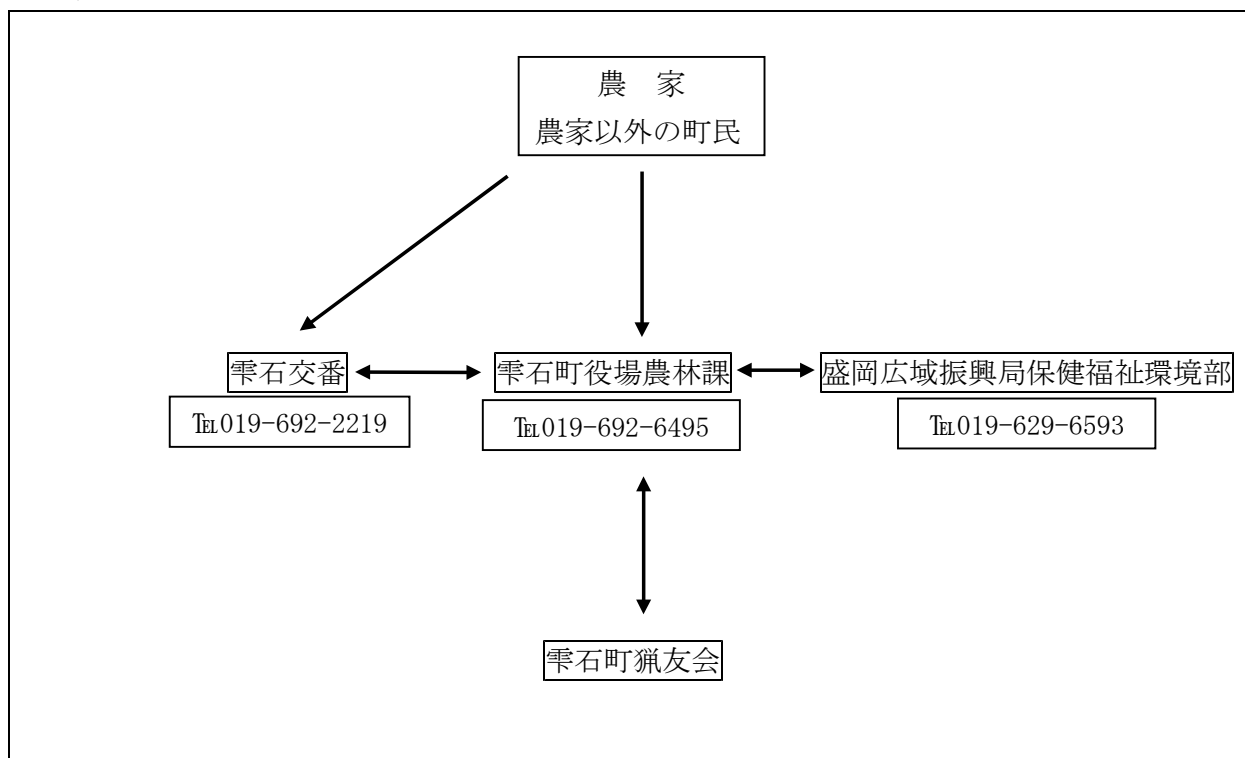 農　家
農家以外の町民
雫石交番
雫石町役場農林課
盛岡広域振興局保健福祉環境部
℡019-692-2219
℡019-692-6495
℡019-629-6593
雫石町猟友会